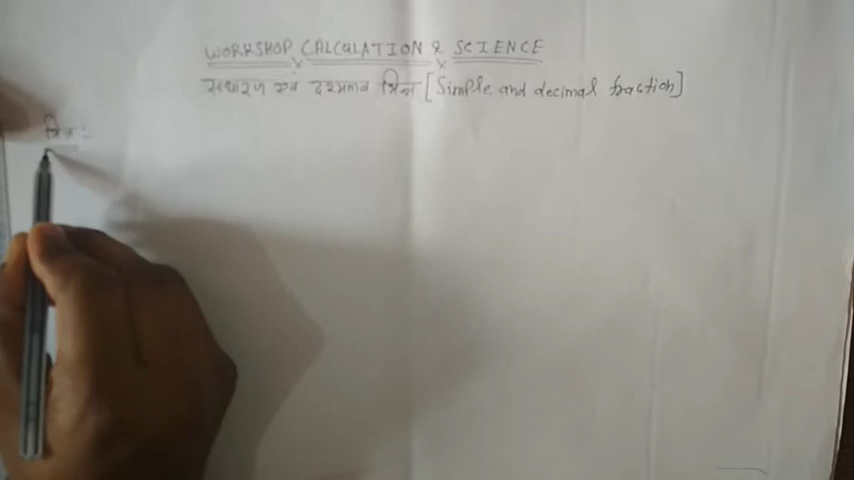 WORKSHOP CALCULATION & SCIENCE
साधारण एवं दशमलव भिन्न [Simple and decimal fraction]
भिन्न :